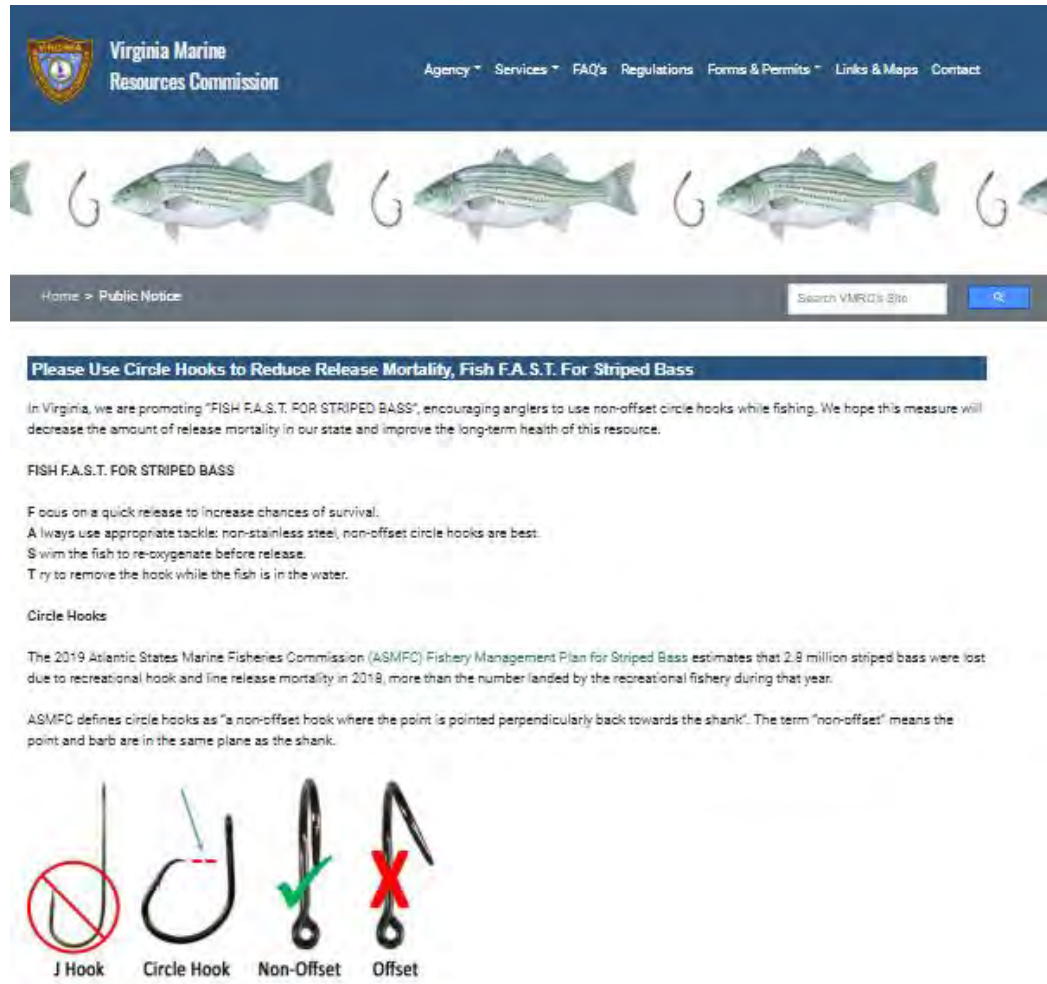 VIRGINIA
Virginia Marine
Resources Commission
Agency Services FAQ's Regulations Forms & Permits Links & Maps Contact
Home > Public Notice
Search VMRC's Site
Please Use Circle Hooks to Reduce Release Mortality, Fish F.A.S.T. For Striped Bass
In Virginia, we are promoting "FISH F.A.S.T. FOR STRIPED BASS", encouraging anglers to use non-offset circle hooks while fishing. We hope this measure will
decrease the amount of release mortality in our state and improve the long-term health of this resource.
FISH F.A.S.T. FOR STRIPED BASS
F ocus on a quick release to increase chances of survival.
A lways use appropriate tackle: non-stainless steel, non-offset circle hooks are best.
S wim the fish to re-oxygenate before release.
T ry to remove the hook while the fish is in the water.
Circle Hooks
The 2019 Atlantic States Marine Fisheries Commission (ASMFC) Fishery Management Plan for Striped Bass estimates that 2.8 million striped bass were lost
due to recreational hook and line release mortality in 2018, more than the number landed by the recreational fishery during that year.
ASMFC defines circle hooks as "a non-offset hook where the point is pointed perpendicularly back towards the shank". The term "non-offset" means the
point and barb are in the same plane as the shank.
J Hook Circle Hook Non-Offset Offset